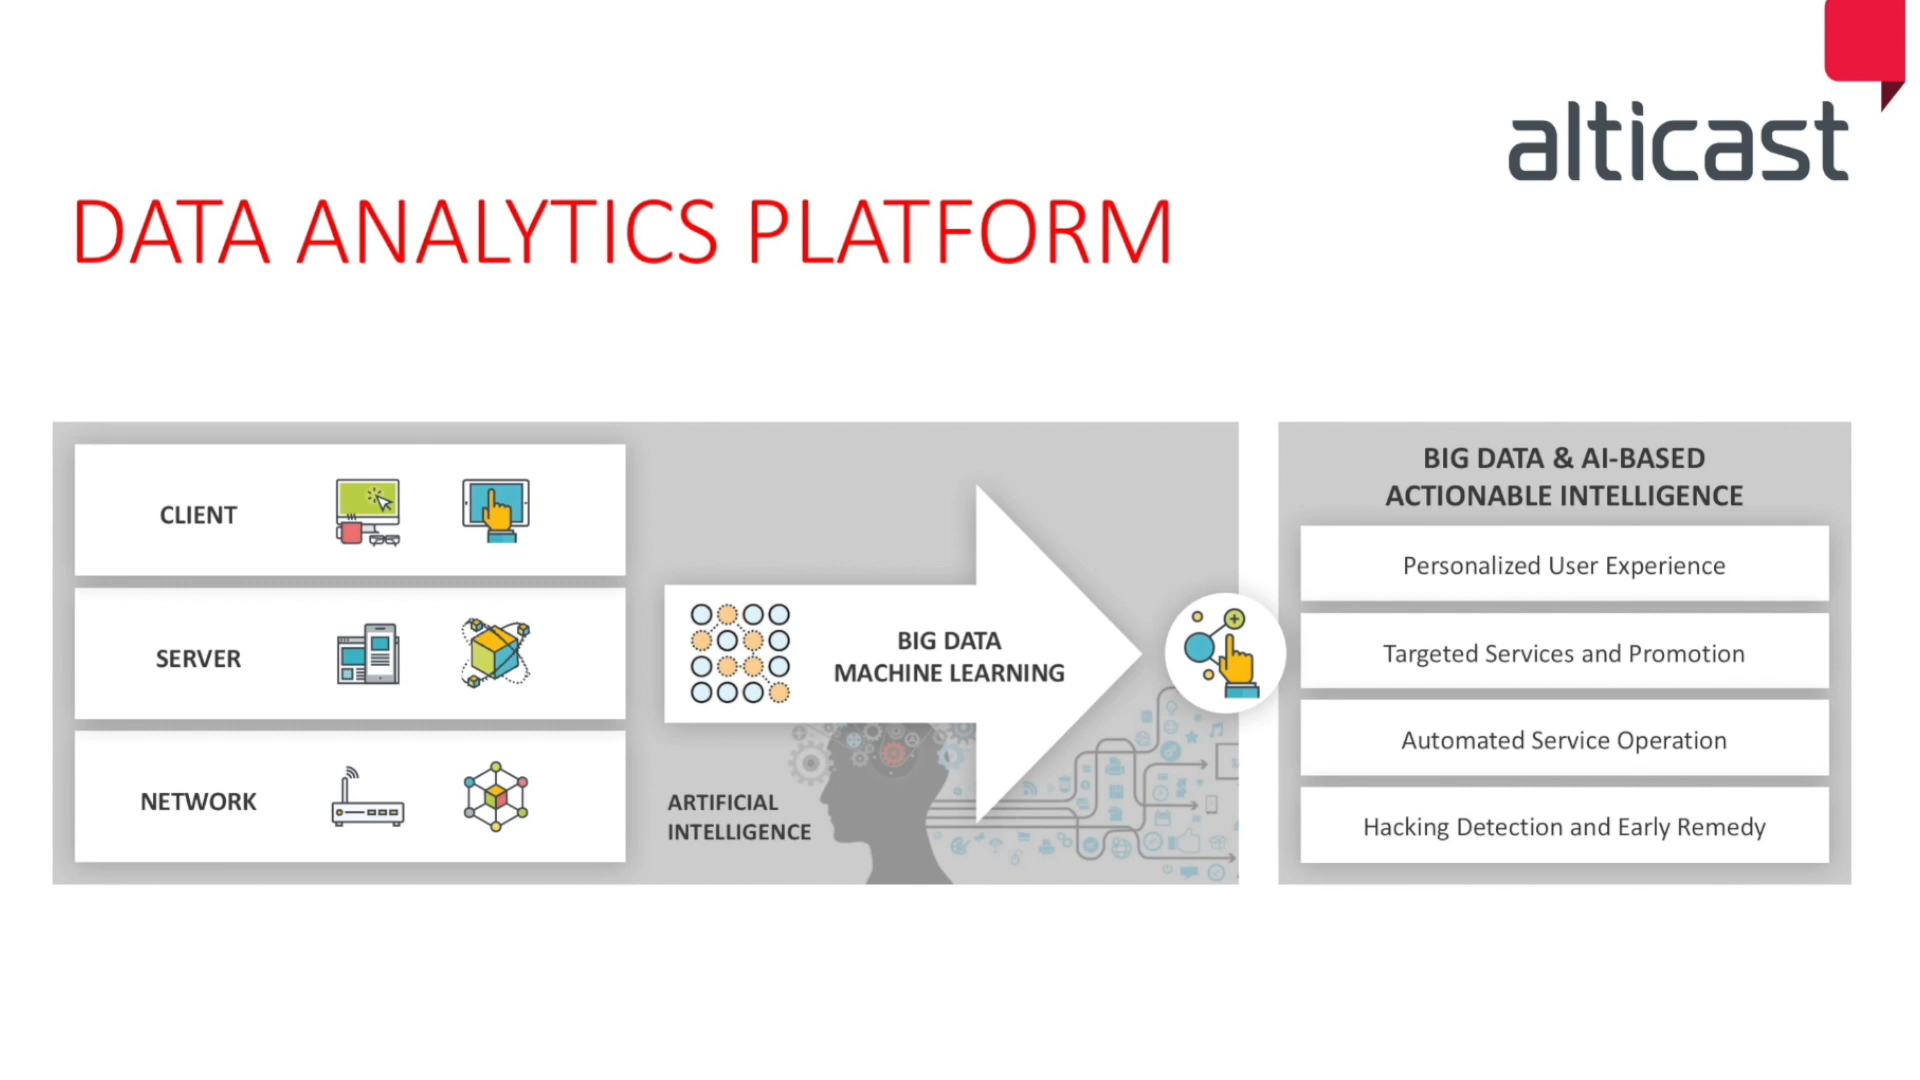 alticast
DATA ANALYTICS PLATFORM
CLIENT
SERVER
NETWORK
BIG DATA
MACHINE LEARNING
ARTIFICIAL
INTELLIGENCE
BIG DATA & AI-BASED
ACTIONABLE INTELLIGENCE
Personalized User Experience
Targeted Services and Promotion
Automated Service Operation
Hacking Detection and Early Remedy